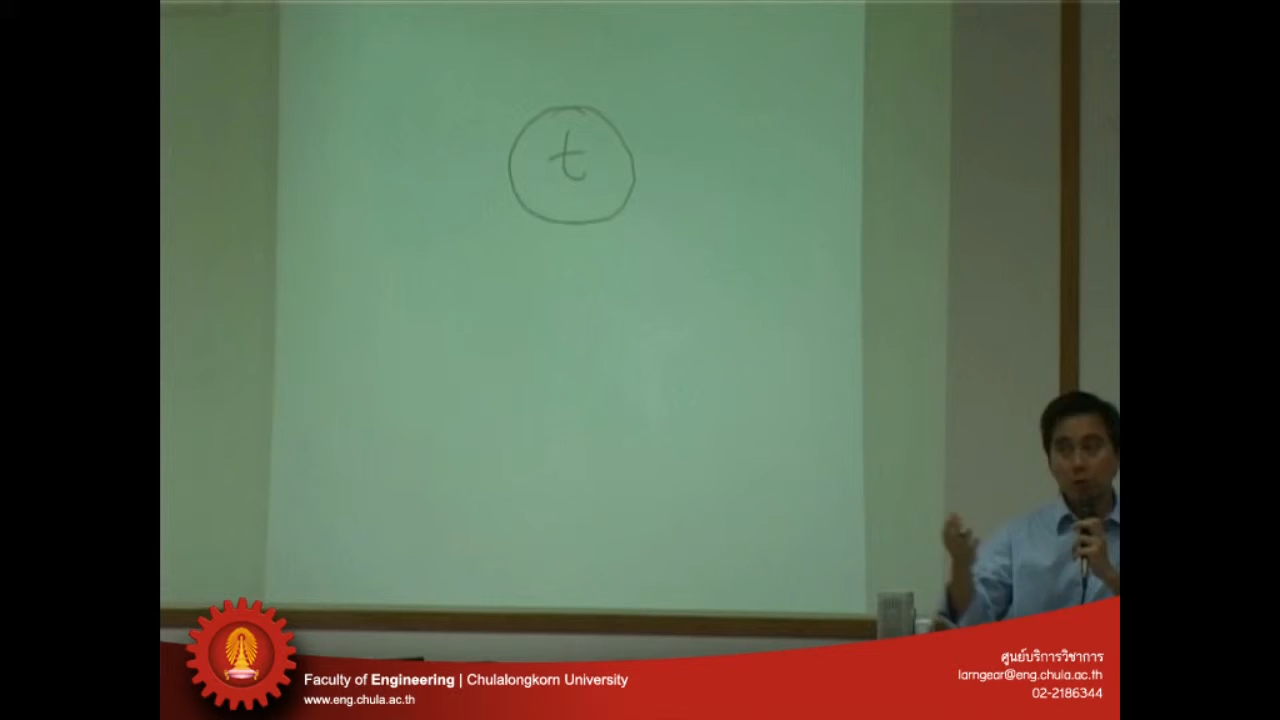 t
Faculty of Engineering | Chulalongkorn University
www.eng.chula.ac.th
ศูนย์บริการวิชาการ
larngear@eng.chula.ac.th
02-2186344